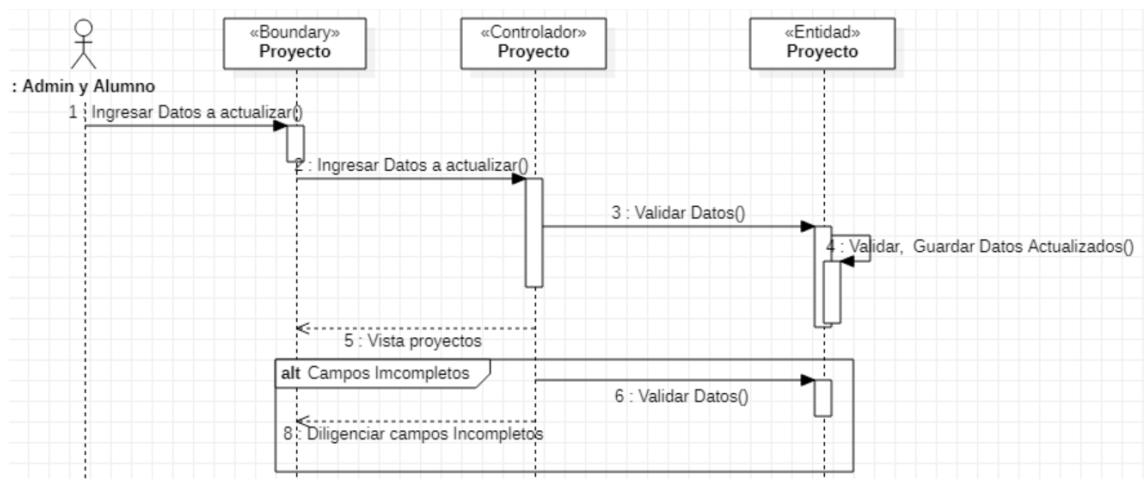 «Boundary»
Proyecto
«Controlador»
Proyecto
«Entidad»
Proyecto
: Admin y Alumno
1 : Ingresar Datos a actualizar()
2 : Ingresar Datos a actualizar()
3 : Validar Datos()
4 : Validar, Guardar Datos Actualizados()
5 : Vista proyectos
alt Campos Imcompletos
6 : Validar Datos()
8 : Diligenciar campos Incompletos